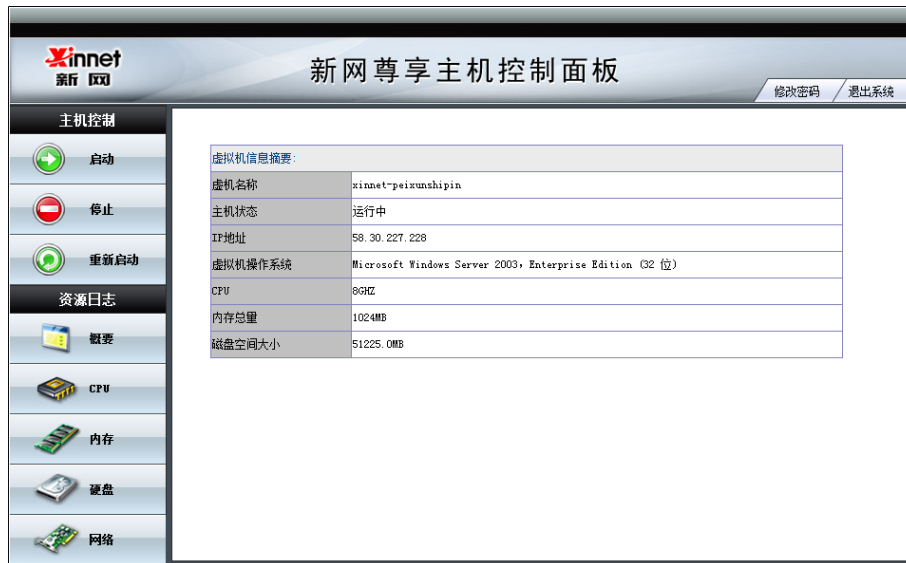 Xinnet
新 网
新网尊享主机控制面板
修改密码
退出系统
主机控制
启动
停止
重新启动
资源日志
概要
CPU
内存
硬盘
网络
虚拟机信息摘要:
虚机名称 xinnet-peixunshipin
主机状态 运行中
IP地址 58.30.227.228
虚拟机操作系统 Microsoft Windows Server 2003, Enterprise Edition (32 位)
CPU 8GHZ
内存总量 1024MB
磁盘空间大小 51225.0MB